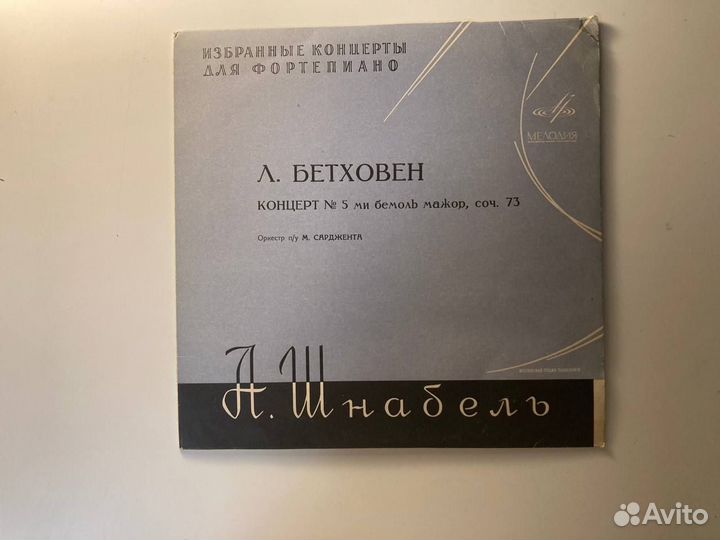 ИЗБРАННЫЕ КОНЦЕРТЫ
ДЛЯ ФОРТЕПИАНО
МЕЛОДИЯ
Л. БЕТХОВЕН
КОНЦЕРТ № 5 ми бемоль мажор, соч. 73
Оркестр п/у М. САРДЖЕНТА
А. Шнабель
Avito